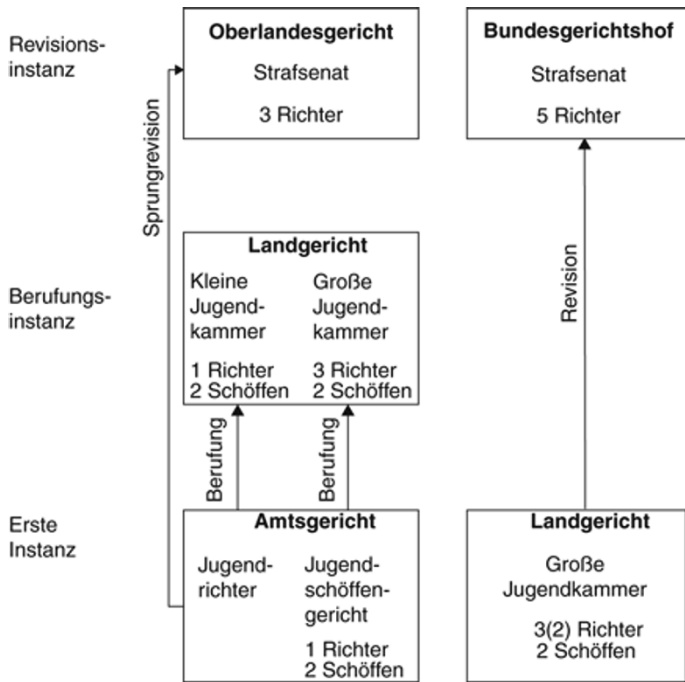 Revisions-
instanz
Oberlandesgericht
Strafsenat
3 Richter
Bundesgerichtshof
Strafsenat
5 Richter
Sprungrevision
Revision
Berufungs-
instanz
Landgericht
Kleine
Jugend-
kammer
1 Richter
2 Schöffen
Große
Jugend-
kammer
3 Richter
2 Schöffen
Berufung
Berufung
Erste
Instanz
Amtsgericht
Jugend-
richter
Jugend-
schöffen-
gericht
1 Richter
2 Schöffen
Landgericht
Große
Jugendkammer
3(2) Richter
2 Schöffen